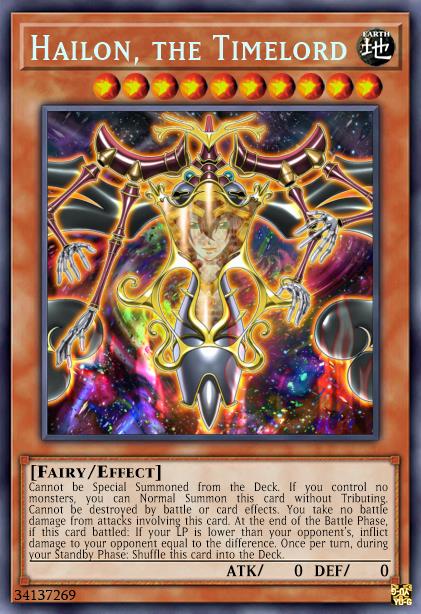 HAILON, THE TIMELORD
EARTH
地
[FAIRY/EFFECT]
Cannot be Special Summoned from the Deck. If you control no
monsters, you can Normal Summon this card without Tributing.
Cannot be destroyed by battle or card effects. You take no battle
damage from attacks involving this card. At the end of the Battle Phase,
if this card battled: If your LP is lower than your opponent's, inflict
damage to your opponent equal to the difference. Once per turn, during
your Standby Phase: Shuffle this card into the Deck.
ATK/ 0 DEF/ 0
34137269